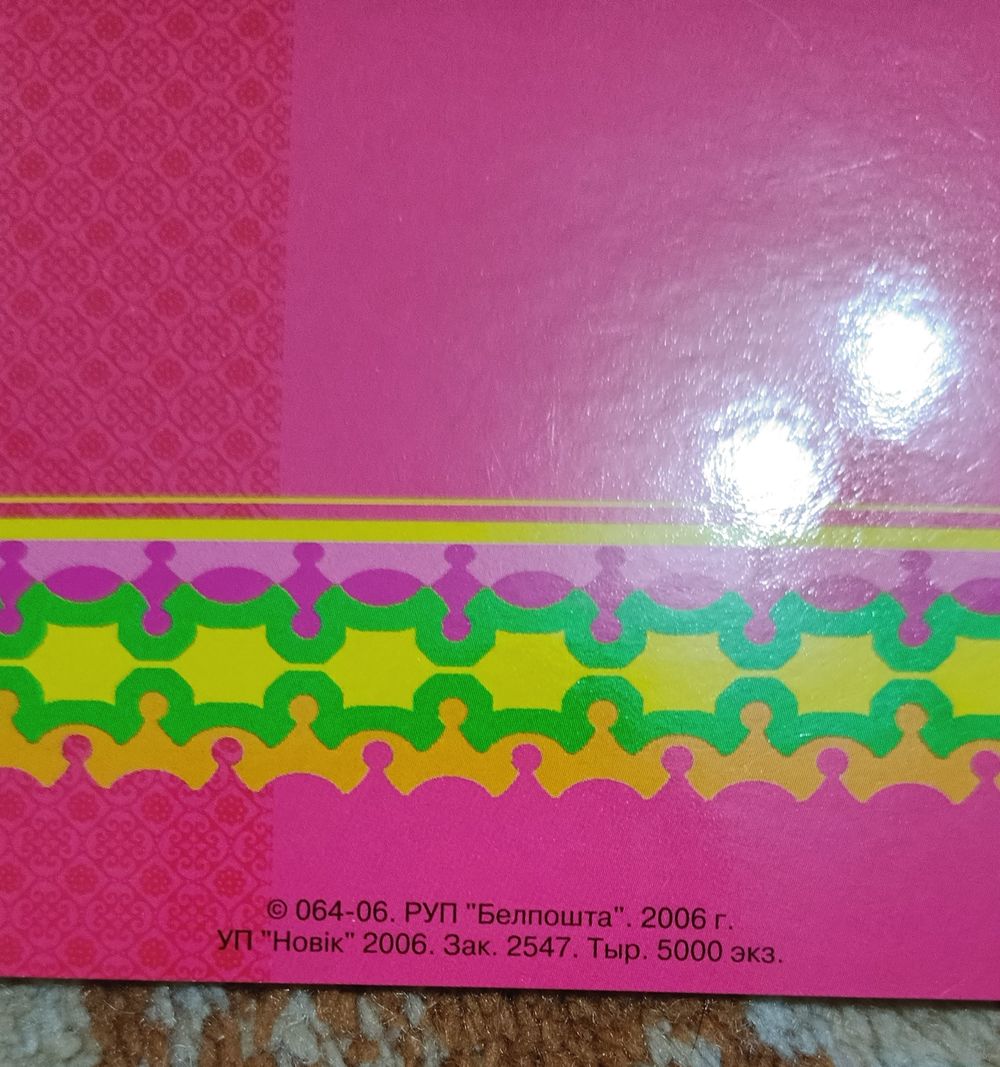 © 064-06. РУП "Белпошта". 2006 г.
УП "Новік" 2006. Зак. 2547. Тыр. 5000 экз.